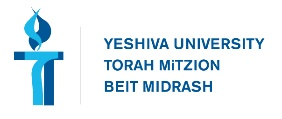 YESHIVA UNIVERSITY
TORAH MiTZION
BEIT MIDRASH